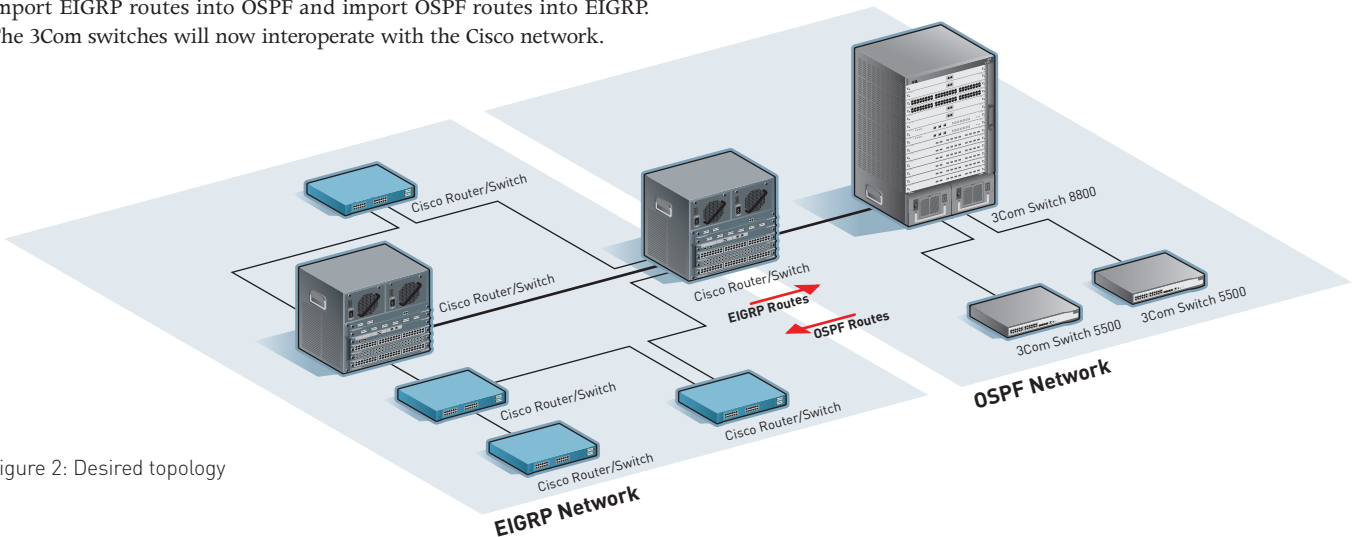 mport EIGRP routes into OSPF and import OSPF routes into EIGRP.
he 3Com switches will now interoperate with the Cisco network.
Cisco Router/Switch
3Com Switch 8800
Cisco Router/Switch
Cisco Router/Switch
EIGRP Routes
OSPF Routes
3Com Switch 5500
3Com Switch 5500
OSPF Network
Cisco Router/Switch
Cisco Router/Switch
Cisco Router/Switch
igure 2: Desired topology
EIGRP Network